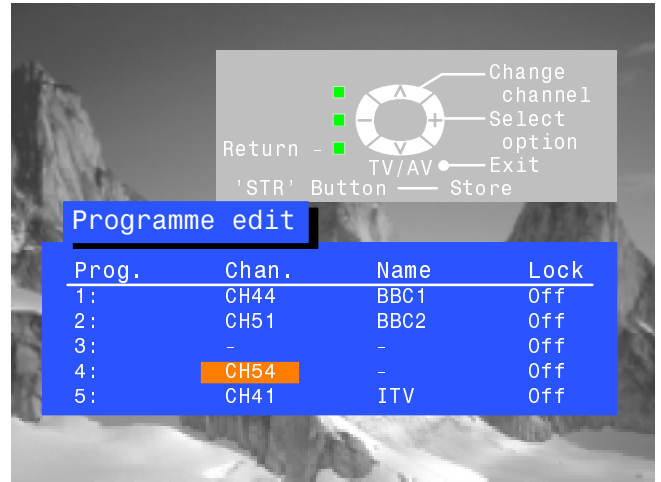 Change
channel
Select
option
Return -
TV/AV
Exit
'STR' Button — Store
Programme edit
Prog. Chan. Name Lock
1: CH44 BBC1 Off
2: CH51 BBC2 Off
3: - - Off
4: CH54 - Off
5: CH41 ITV Off